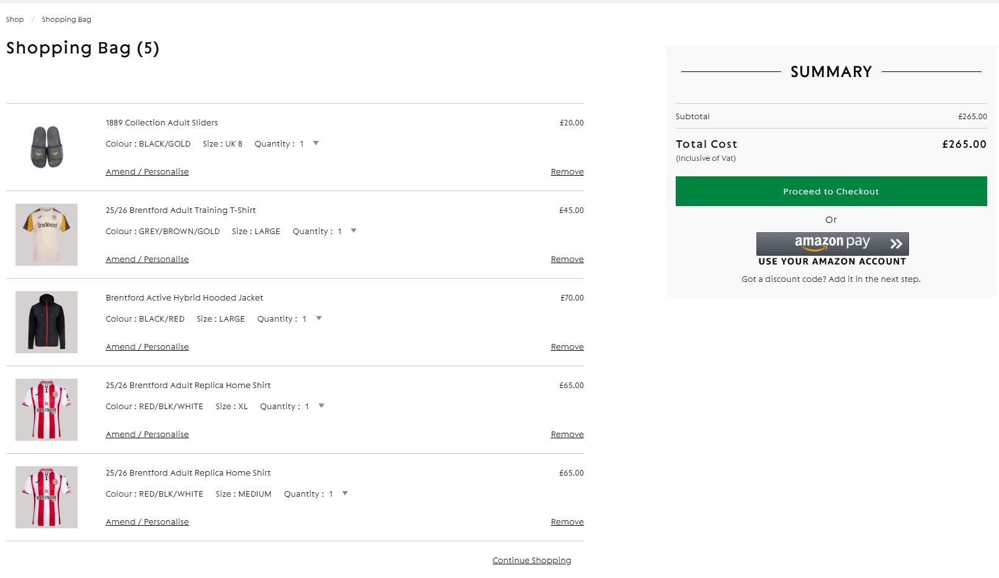 Shop / Shopping Bag
Shopping Bag (5)
1889 Collection Adult Sliders £20.00
Colour : BLACK/GOLD Size : UK 8 Quantity : 1
Amend / Personalise Remove
indeed
25/26 Brentford Adult Training T-Shirt £45.00
Colour : GREY/BROWN/GOLD Size : LARGE Quantity : 1
Amend / Personalise Remove
Brentford Active Hybrid Hooded Jacket £70.00
Colour : BLACK/RED Size : LARGE Quantity : 1
Amend / Personalise Remove
HOLLYWOOD
25/26 Brentford Adult Replica Home Shirt £65.00
Colour : RED/BLK/WHITE Size : XL Quantity : 1
Amend / Personalise Remove
HOLLYWOOD
25/26 Brentford Adult Replica Home Shirt £65.00
Colour : RED/BLK/WHITE Size : MEDIUM Quantity : 1
Amend / Personalise Remove
Continue Shopping
SUMMARY
Subtotal £265.00
Total Cost £265.00
(Inclusive of Vat)
Proceed to Checkout
Or
amazon pay
USE YOUR AMAZON ACCOUNT
Got a discount code? Add it in the next step.